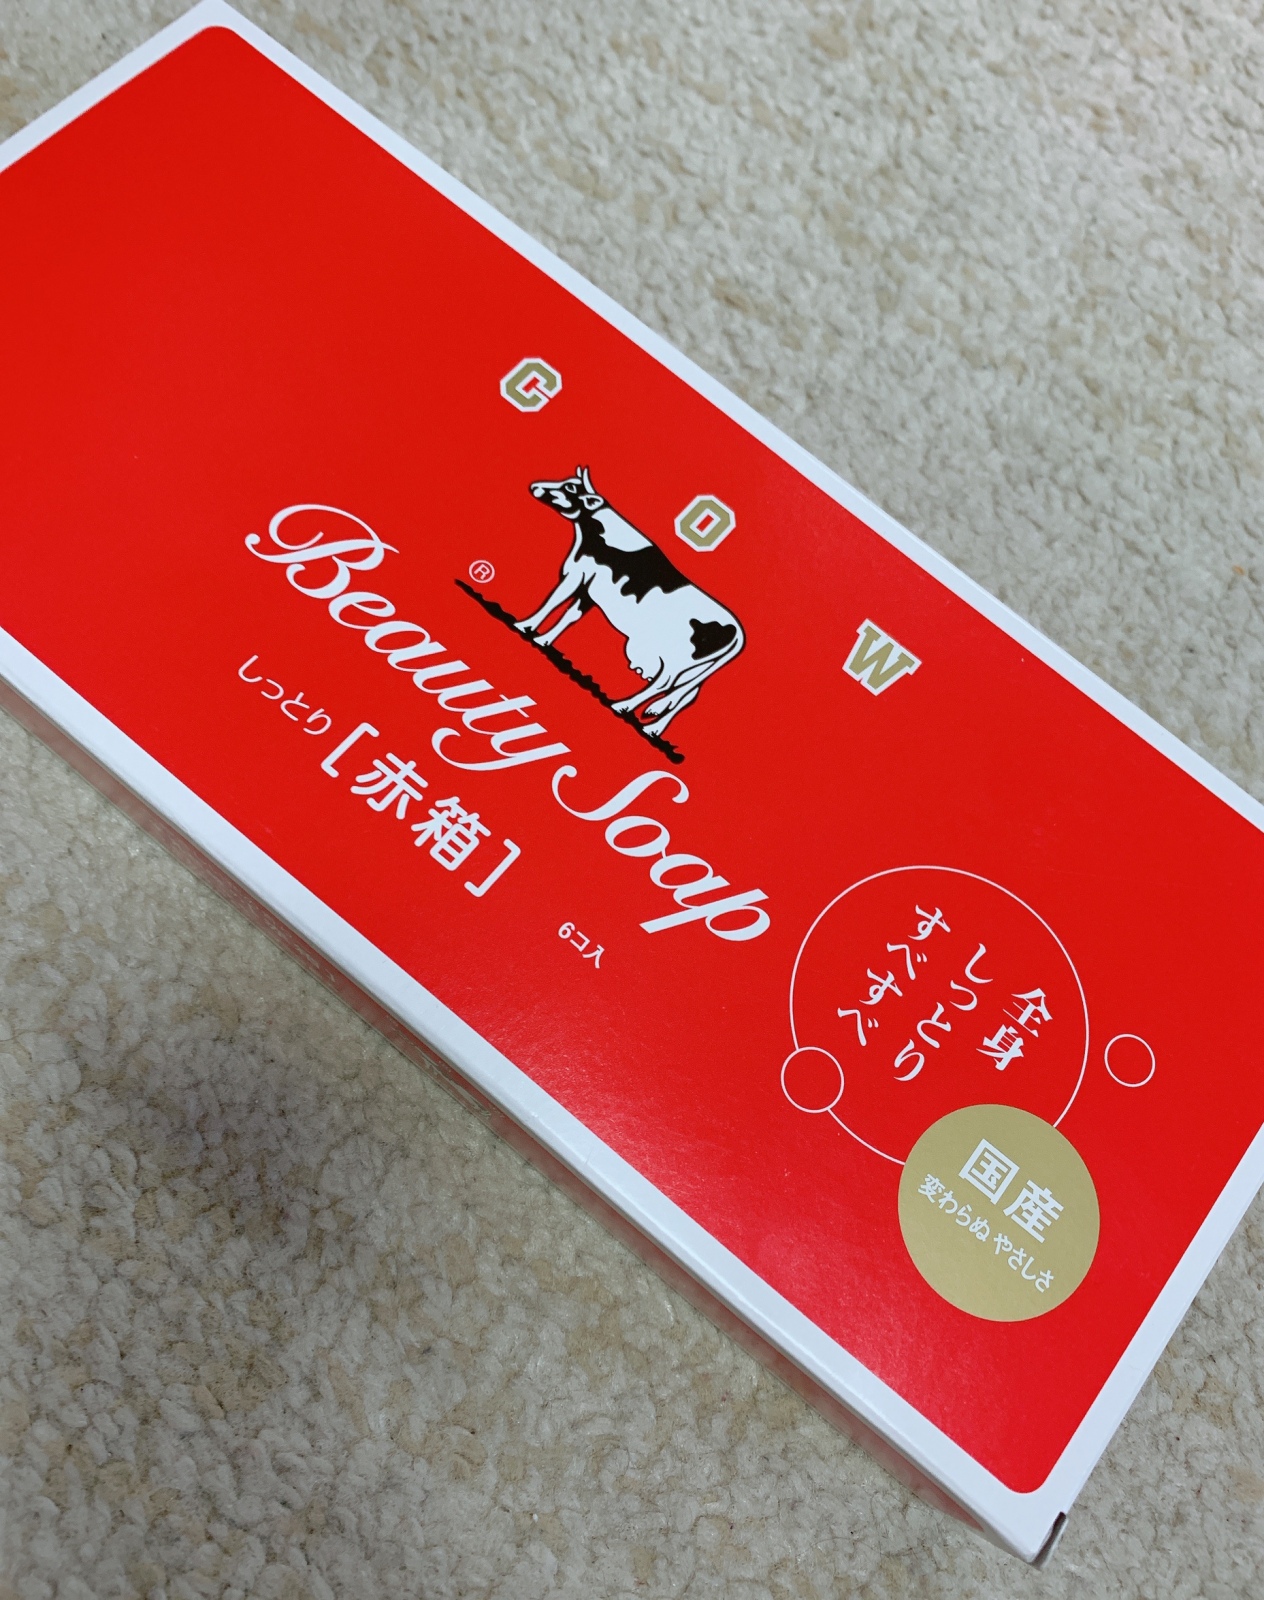 COW
®
Beauty Soap
しっとり[赤箱]
6コ入
全身
しっとり
すべすべ
国産
変わらぬ やさしさ